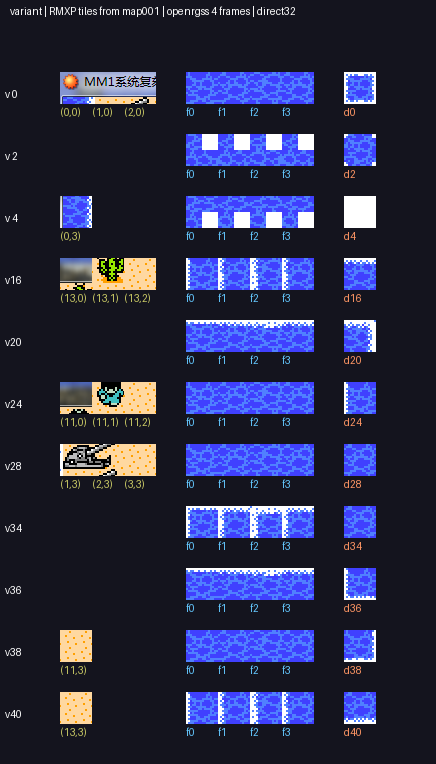 variant | RMXP tiles from map001 | openrgss 4 frames | direct32
v0 MM1系统复
(0,0) (1,0) (2,0) f0 f1 f2 f3 d0
v2
f0 f1 f2 f3 d2
v4
(0,3) f0 f1 f2 f3 d4
v16
(13,0) (13,1) (13,2) f0 f1 f2 f3 d16
v20
f0 f1 f2 f3 d20
v24
(11,0) (11,1) (11,2) f0 f1 f2 f3 d24
v28
(1,3) (2,3) (3,3) f0 f1 f2 f3 d28
v34
f0 f1 f2 f3 d34
v36
f0 f1 f2 f3 d36
v38
(11,3) f0 f1 f2 f3 d38
v40
(13,3) f0 f1 f2 f3 d40